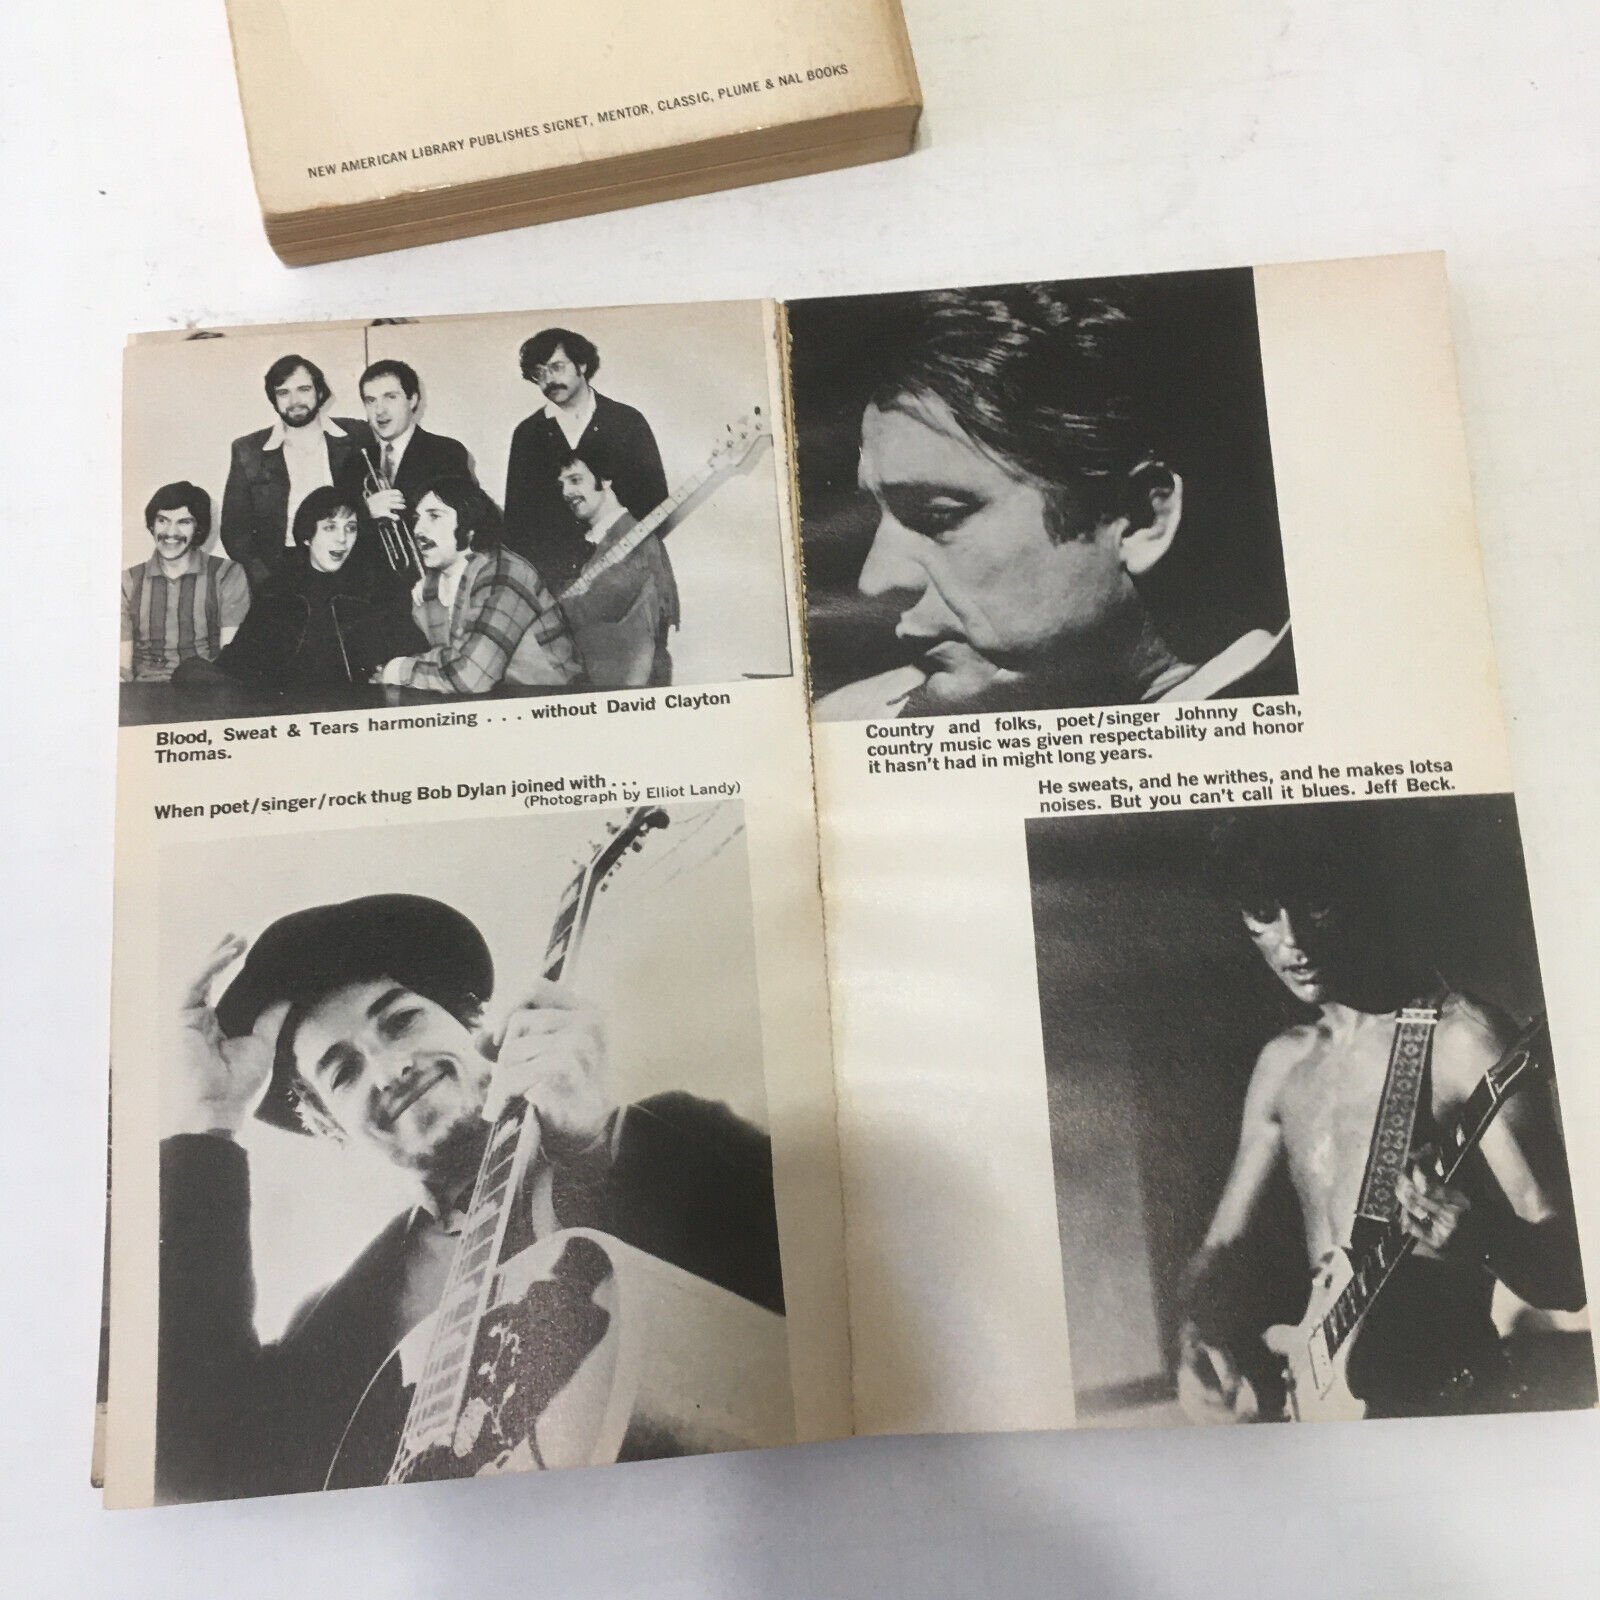 NEW AMERICAN LIBRARY PUBLISHES SIGNET, MENTOR, CLASSIC, PLUME & NAL BOOKS
Blood, Sweat & Tears harmonizing . . . without David Clayton
Thomas.
When poet/singer/rock thug Bob Dylan joined with . . .
(Photograph by Elliot Landy)
Country and folks, poet/singer Johnny Cash,
country music was given respectability and honor
it hasn't had in might long years.
He sweats, and he writhes, and he makes lotsa
noises. But you can't call it blues. Jeff Beck.